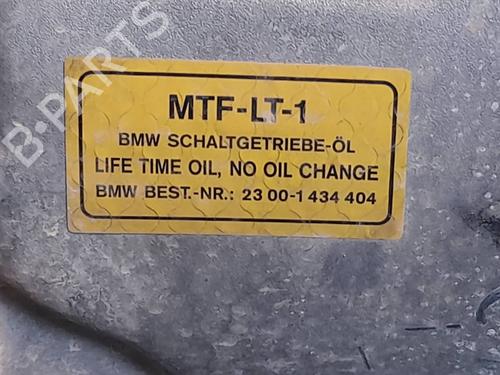 B-PARTS
MTF-LT-1
BMW SCHALTGETRIEBE-ÖL
LIFE TIME OIL, NO OIL CHANGE
BMW BEST.-NR.: 23 00-1 434 404